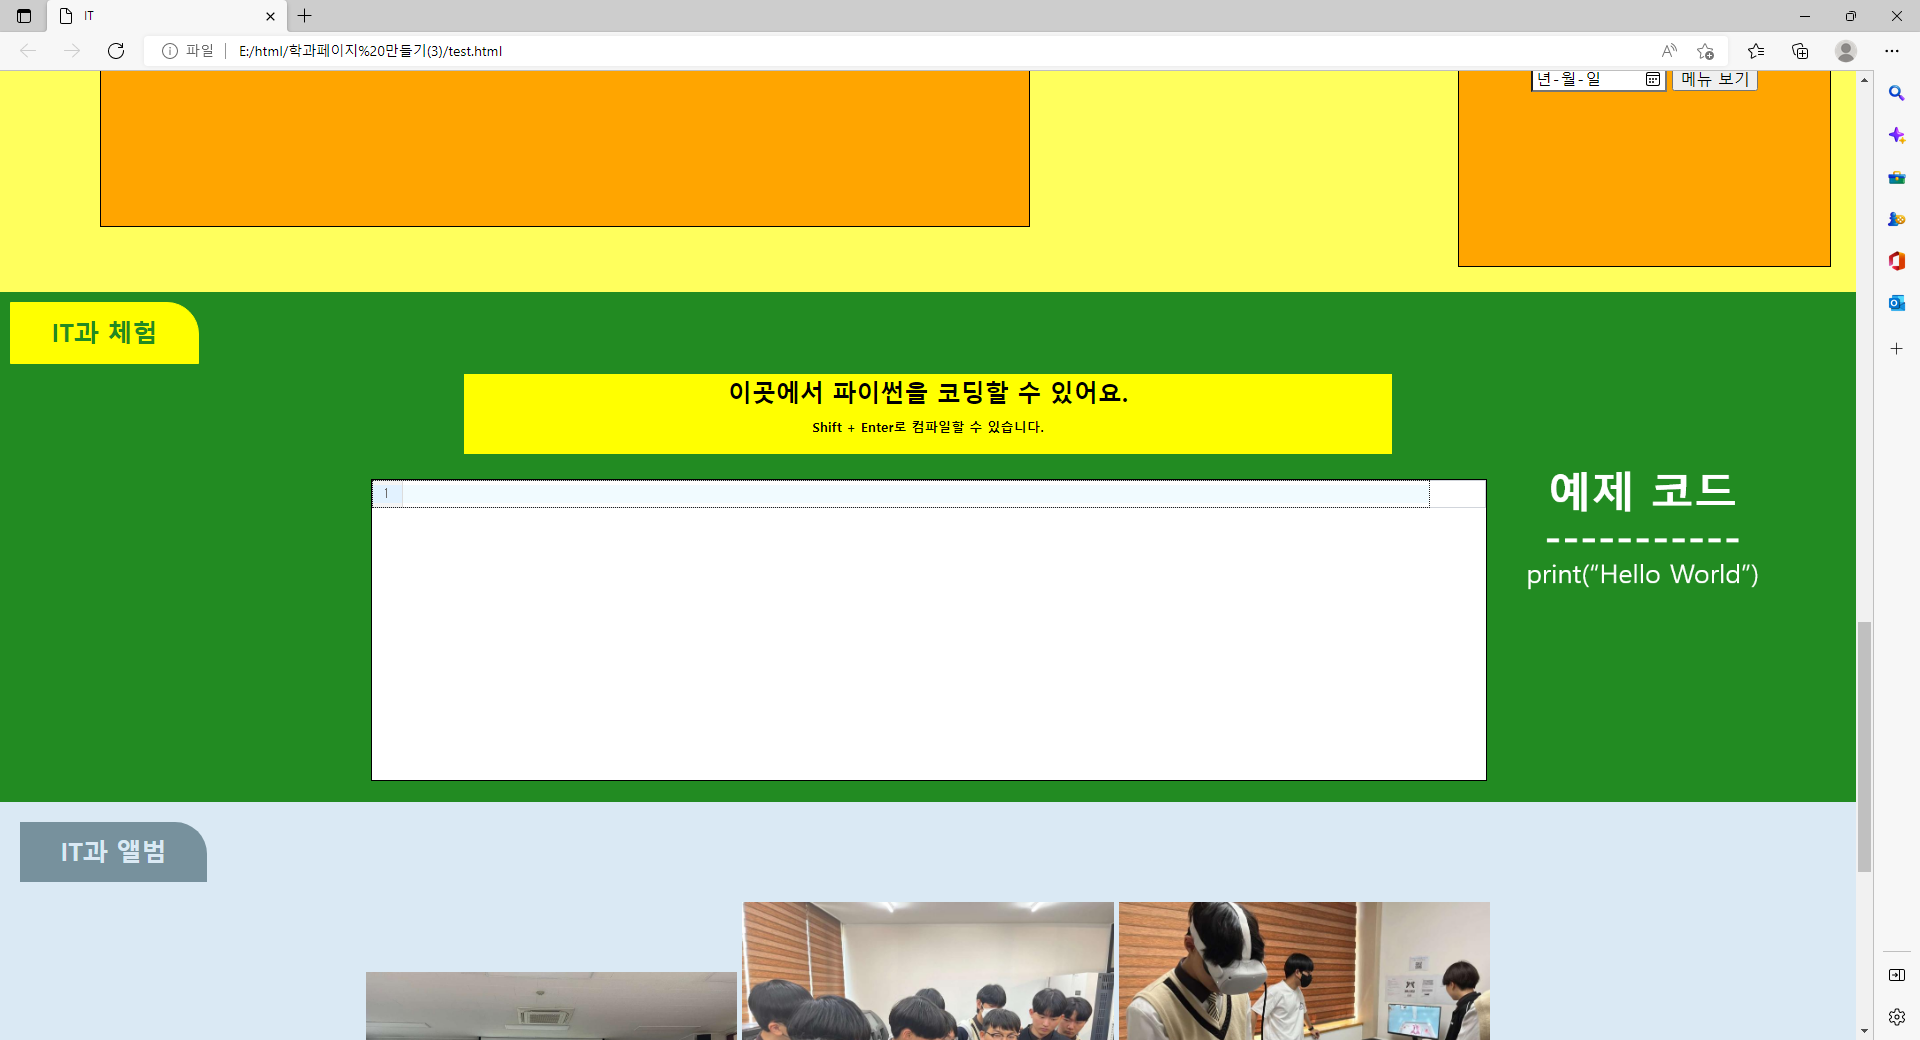 IT
파일
E:/html/학과페이지%20만들기(3)/test.html
년-월-일
메뉴 보기
IT과 체험
이곳에서 파이썬을 코딩할 수 있어요.
Shift + Enter로 컴파일할 수 있습니다.
1
예제 코드
-----------
print(“Hello World”)
IT과 앨범